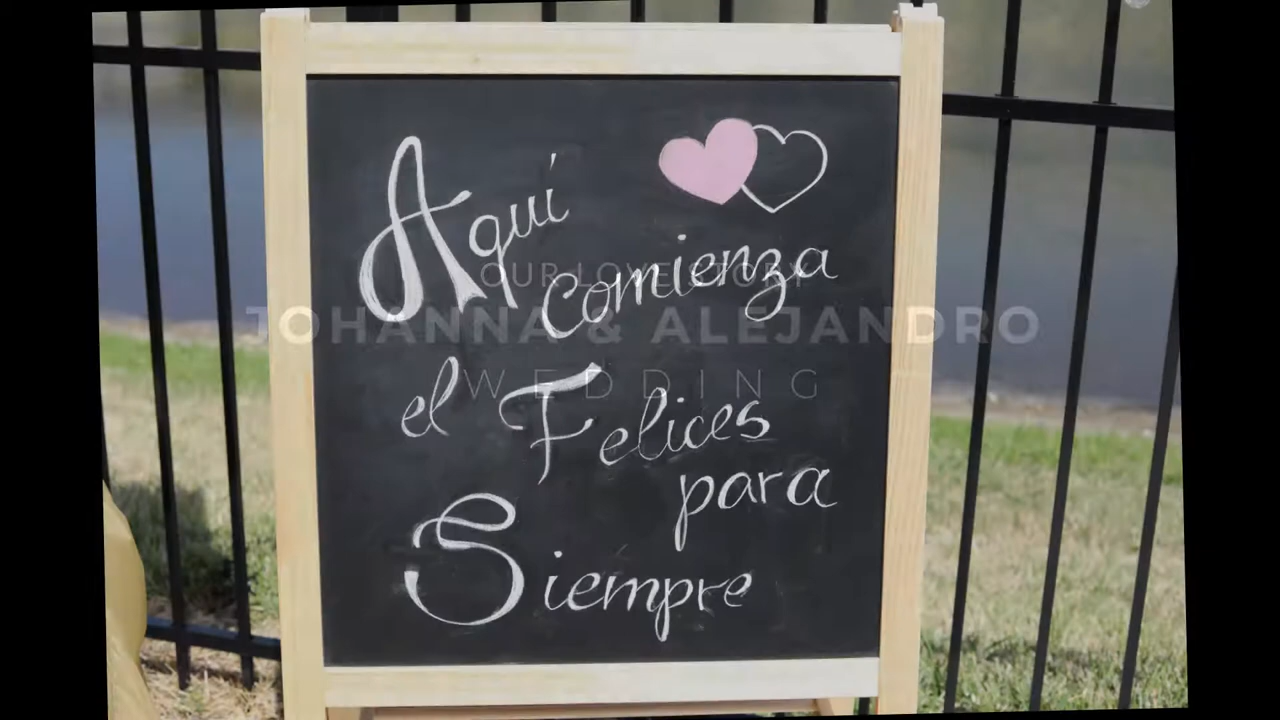 Aquí
comienza
el Felices
para
Siempre
OUR LOVE STORY
JOHANNA & ALEJANDRO
WEDDING